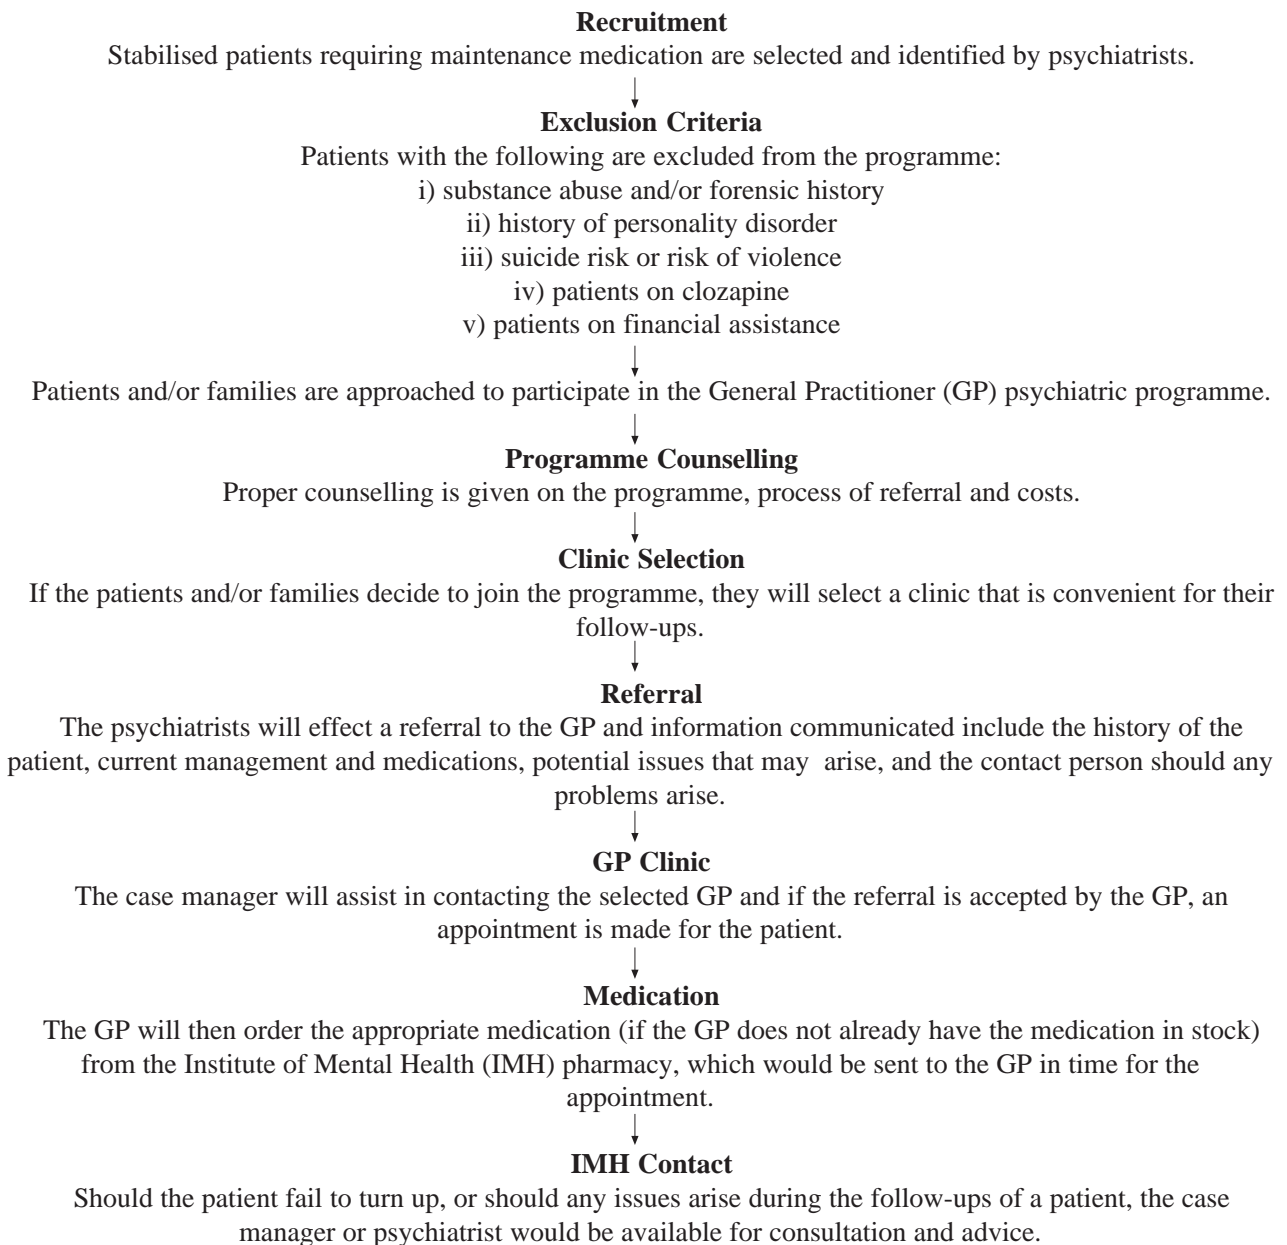 Recruitment
Stabilised patients requiring maintenance medication are selected and identified by psychiatrists.
Exclusion Criteria
Patients with the following are excluded from the programme:
i) substance abuse and/or forensic history
ii) history of personality disorder
iii) suicide risk or risk of violence
iv) patients on clozapine
v) patients on financial assistance
Patients and/or families are approached to participate in the General Practitioner (GP) psychiatric programme.
Programme Counselling
Proper counselling is given on the programme, process of referral and costs.
Clinic Selection
If the patients and/or families decide to join the programme, they will select a clinic that is convenient for their
follow-ups.
Referral
The psychiatrists will effect a referral to the GP and information communicated include the history of the
patient, current management and medications, potential issues that may arise, and the contact person should any
problems arise.
GP Clinic
The case manager will assist in contacting the selected GP and if the referral is accepted by the GP, an
appointment is made for the patient.
Medication
The GP will then order the appropriate medication (if the GP does not already have the medication in stock)
from the Institute of Mental Health (IMH) pharmacy, which would be sent to the GP in time for the
appointment.
IMH Contact
Should the patient fail to turn up, or should any issues arise during the follow-ups of a patient, the case
manager or psychiatrist would be available for consultation and advice.